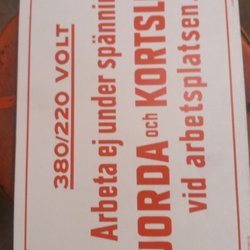 380/220 VOLT
Arbeta ej under spännin
JORDA och KORTSL
vid arbetsplatsen.